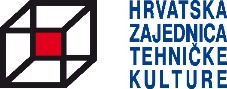 HRVATSKA
ZAJEDNICA
TEHNIČKE
KULTURE